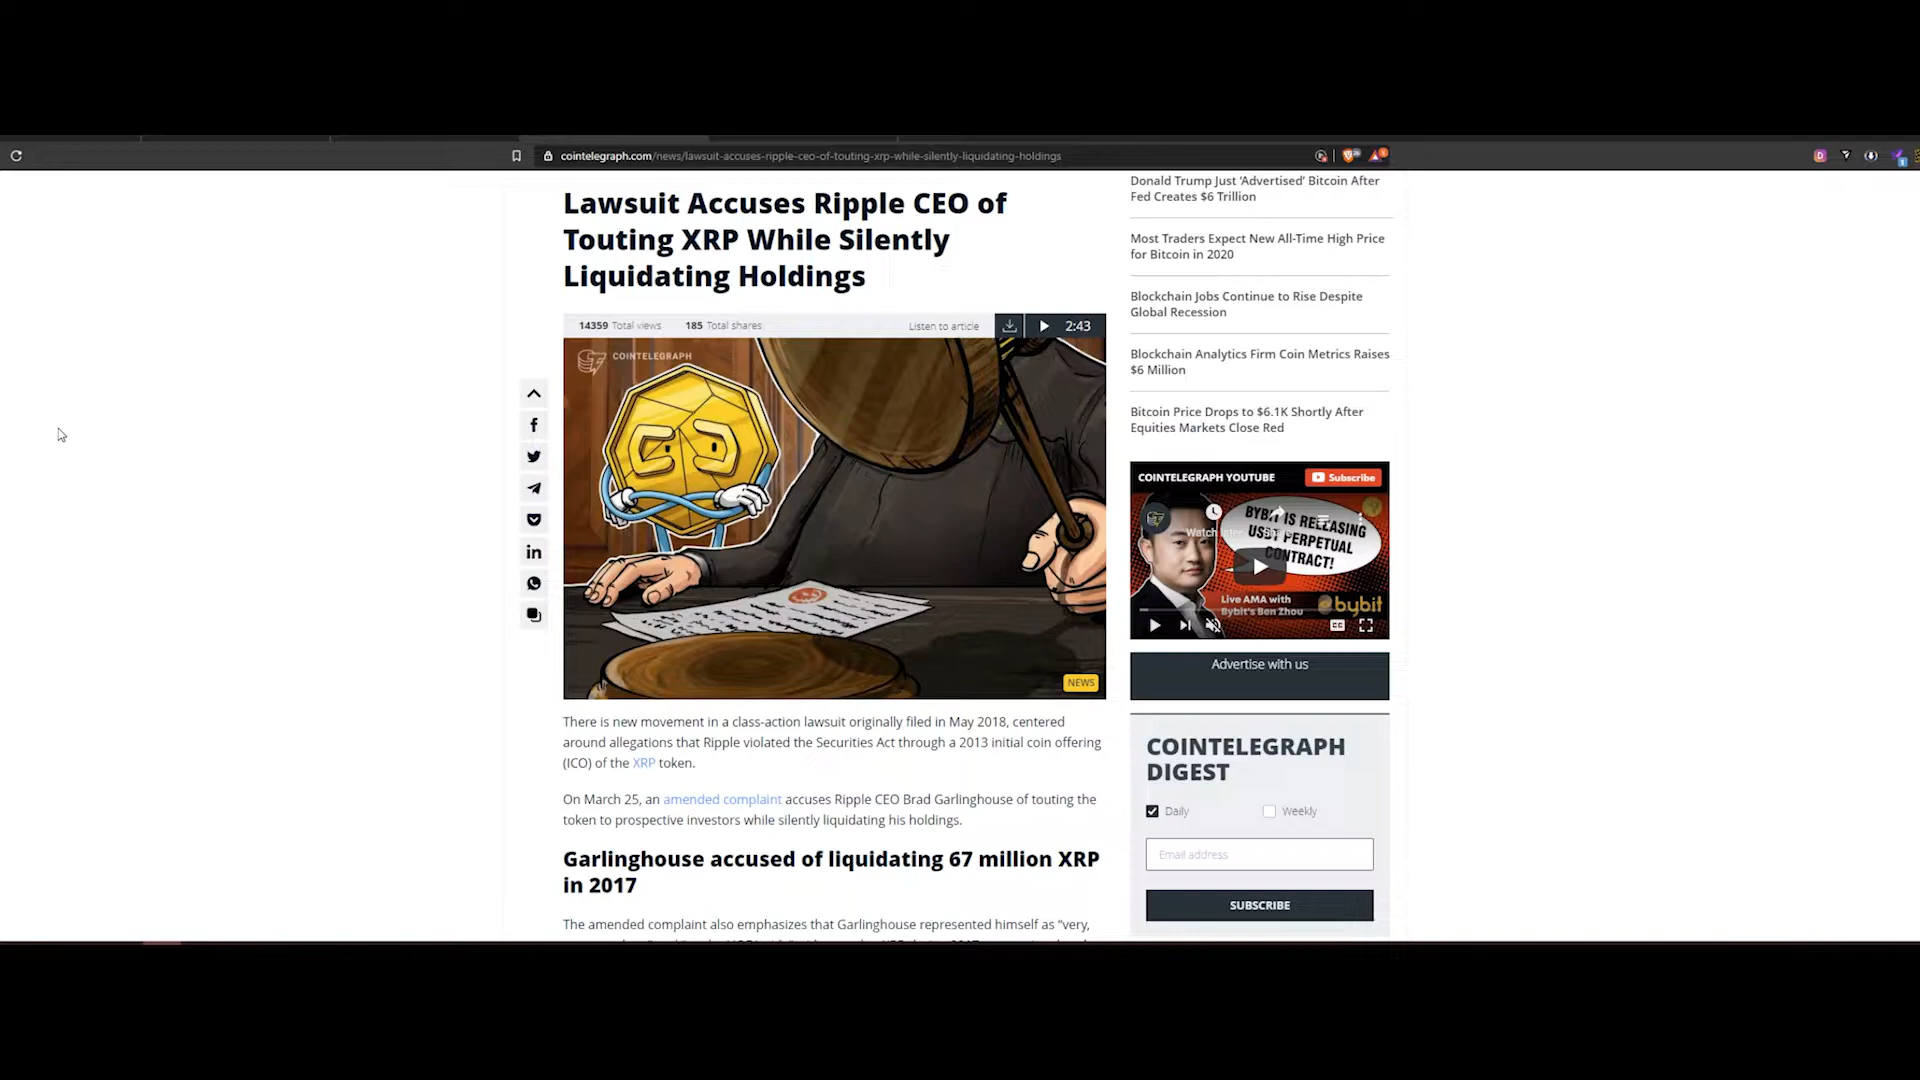 cointelegraph.com/news/lawsuit-accuses-ripple-ceo-of-touting-xrp-while-silently-liquidating-holdings
Lawsuit Accuses Ripple CEO of
Touting XRP While Silently
Liquidating Holdings
14359 Total views 185 Total shares Listen to article 2:43
COINTELEGRAPH
NEWS
There is new movement in a class-action lawsuit originally filed in May 2018, centered
around allegations that Ripple violated the Securities Act through a 2013 initial coin offering
(ICO) of the XRP token.
On March 25, an amended complaint accuses Ripple CEO Brad Garlinghouse of touting the
token to prospective investors while silently liquidating his holdings.
Garlinghouse accused of liquidating 67 million XRP
in 2017
The amended complaint also emphasizes that Garlinghouse represented himself as “very,
Donald Trump Just ‘Advertised’ Bitcoin After
Fed Creates $6 Trillion
Most Traders Expect New All-Time High Price
for Bitcoin in 2020
Blockchain Jobs Continue to Rise Despite
Global Recession
Blockchain Analytics Firm Coin Metrics Raises
$6 Million
Bitcoin Price Drops to $6.1K Shortly After
Equities Markets Close Red
COINTELEGRAPH YOUTUBE Subscribe
BYBIT IS RELEASING
USDT PERPETUAL
CONTRACT!
Watch later Share
Live AMA with
Bybit's Ben Zhou
bybit
CC
Advertise with us
COINTELEGRAPH
DIGEST
Daily Weekly
Email address
SUBSCRIBE